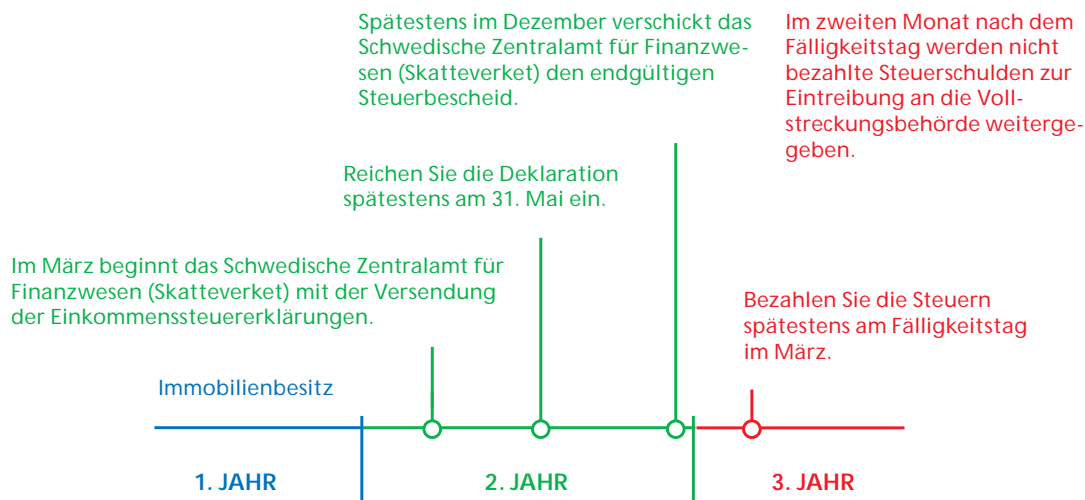 Spätestens im Dezember verschickt das
Schwedische Zentralamt für Finanzwe-
sen (Skatteverket) den endgültigen
Steuerbescheid.
Im zweiten Monat nach dem
Fälligkeitstag werden nicht
bezahlte Steuerschulden zur
Eintreibung an die Voll-
streckungsbehörde weiterge-
geben.
Reichen Sie die Deklaration
spätestens am 31. Mai ein.
Im März beginnt das Schwedische Zentralamt für
Finanzwesen (Skatteverket) mit der Versendung
der Einkommenssteuererklärungen.
Bezahlen Sie die Steuern
spätestens am Fälligkeitstag
im März.
Immobilienbesitz
1. JAHR
2. JAHR
3. JAHR